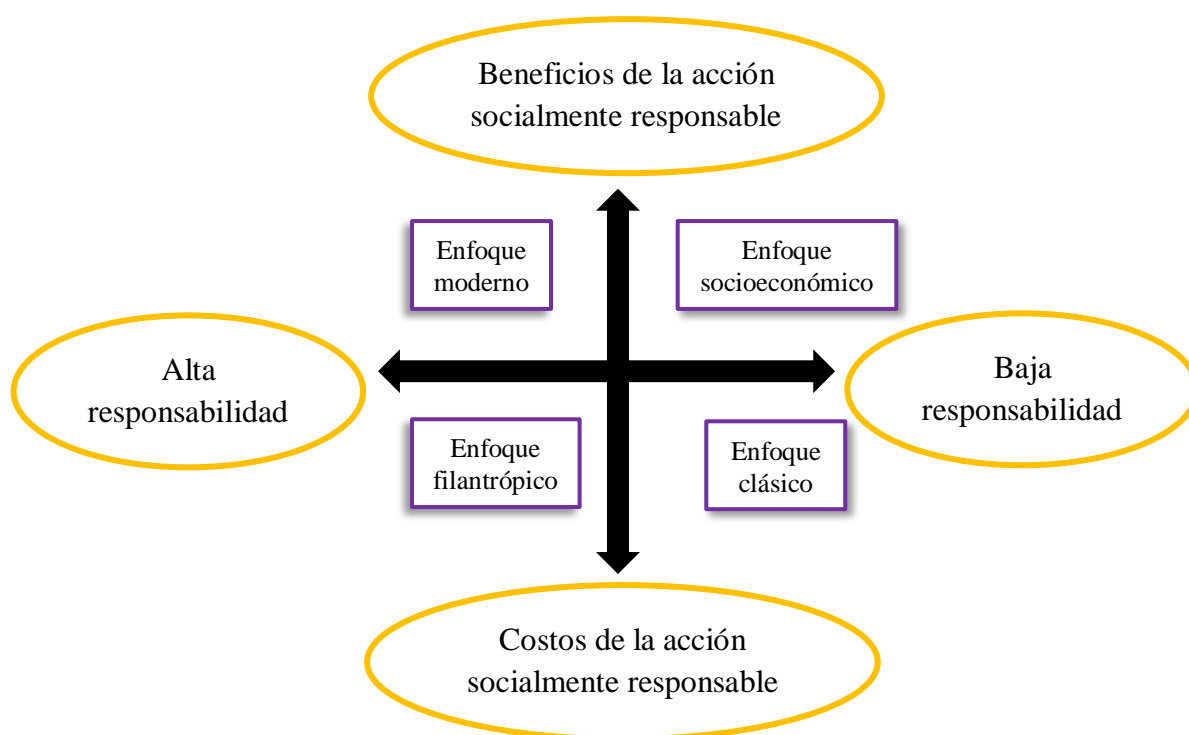 Beneficios de la acción
socialmente responsable
Enfoque
moderno
Enfoque
socioeconómico
Alta
responsabilidad
Baja
responsabilidad
Enfoque
filantrópico
Enfoque
clásico
Costos de la acción
socialmente responsable